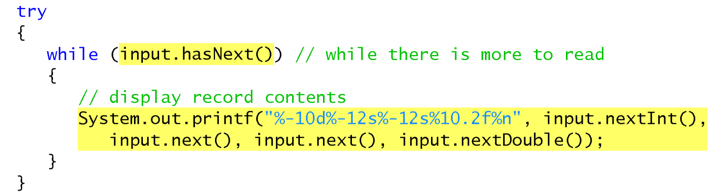 try
{
while (input.hasNext()) // while there is more to read
{
// display record contents
System.out.printf("%-10d%-12s%-12s%10.2f%n", input.nextInt(),
input.next(), input.next(), input.nextDouble());
}
}